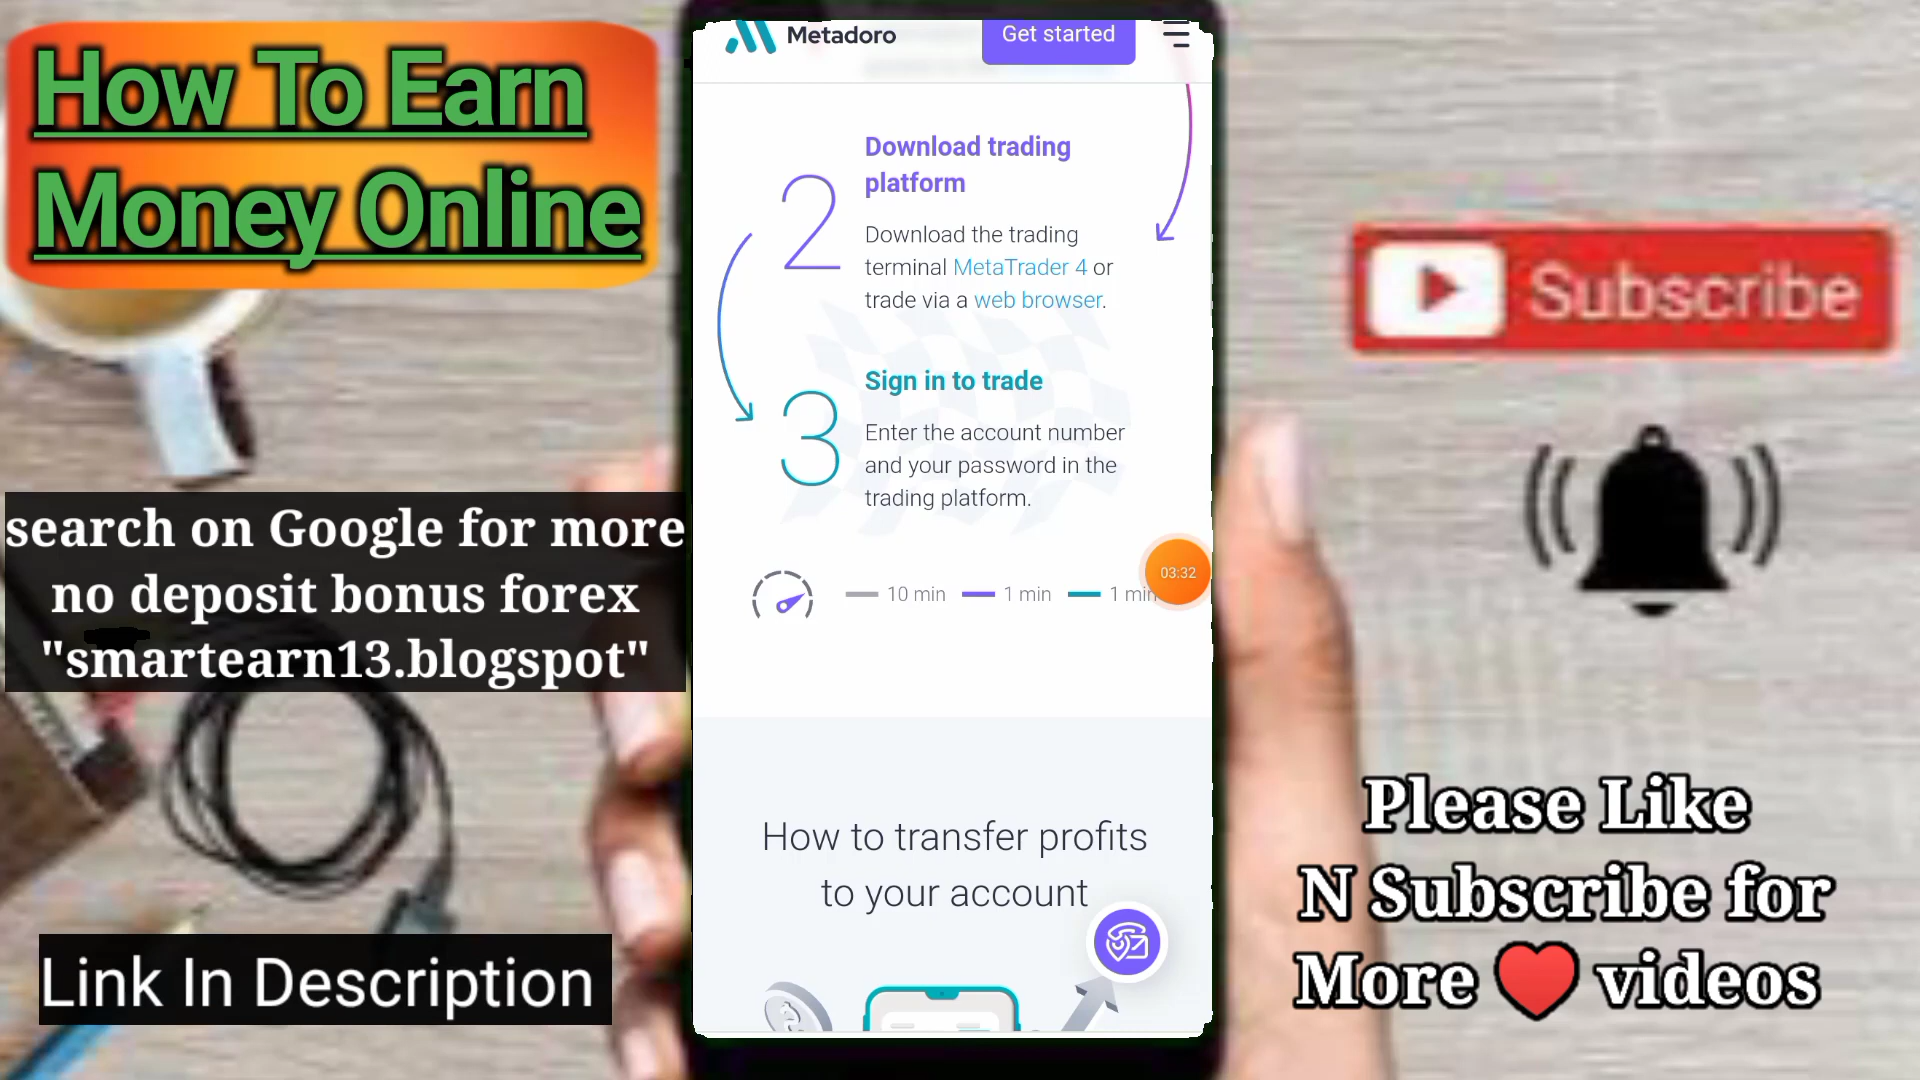 How To Earn
Money Online
search on Google for more
no deposit bonus forex
"smartearn13.blogspot"
Link In Description
Metadoro
Get started
2
Download trading
platform
Download the trading
terminal MetaTrader 4 or
trade via a web browser.
3
Sign in to trade
Enter the account number
and your password in the
trading platform.
10 min 1 min 1 min
03:32
How to transfer profits
to your account
Subscribe
Please Like
N Subscribe for
More ❤️ videos